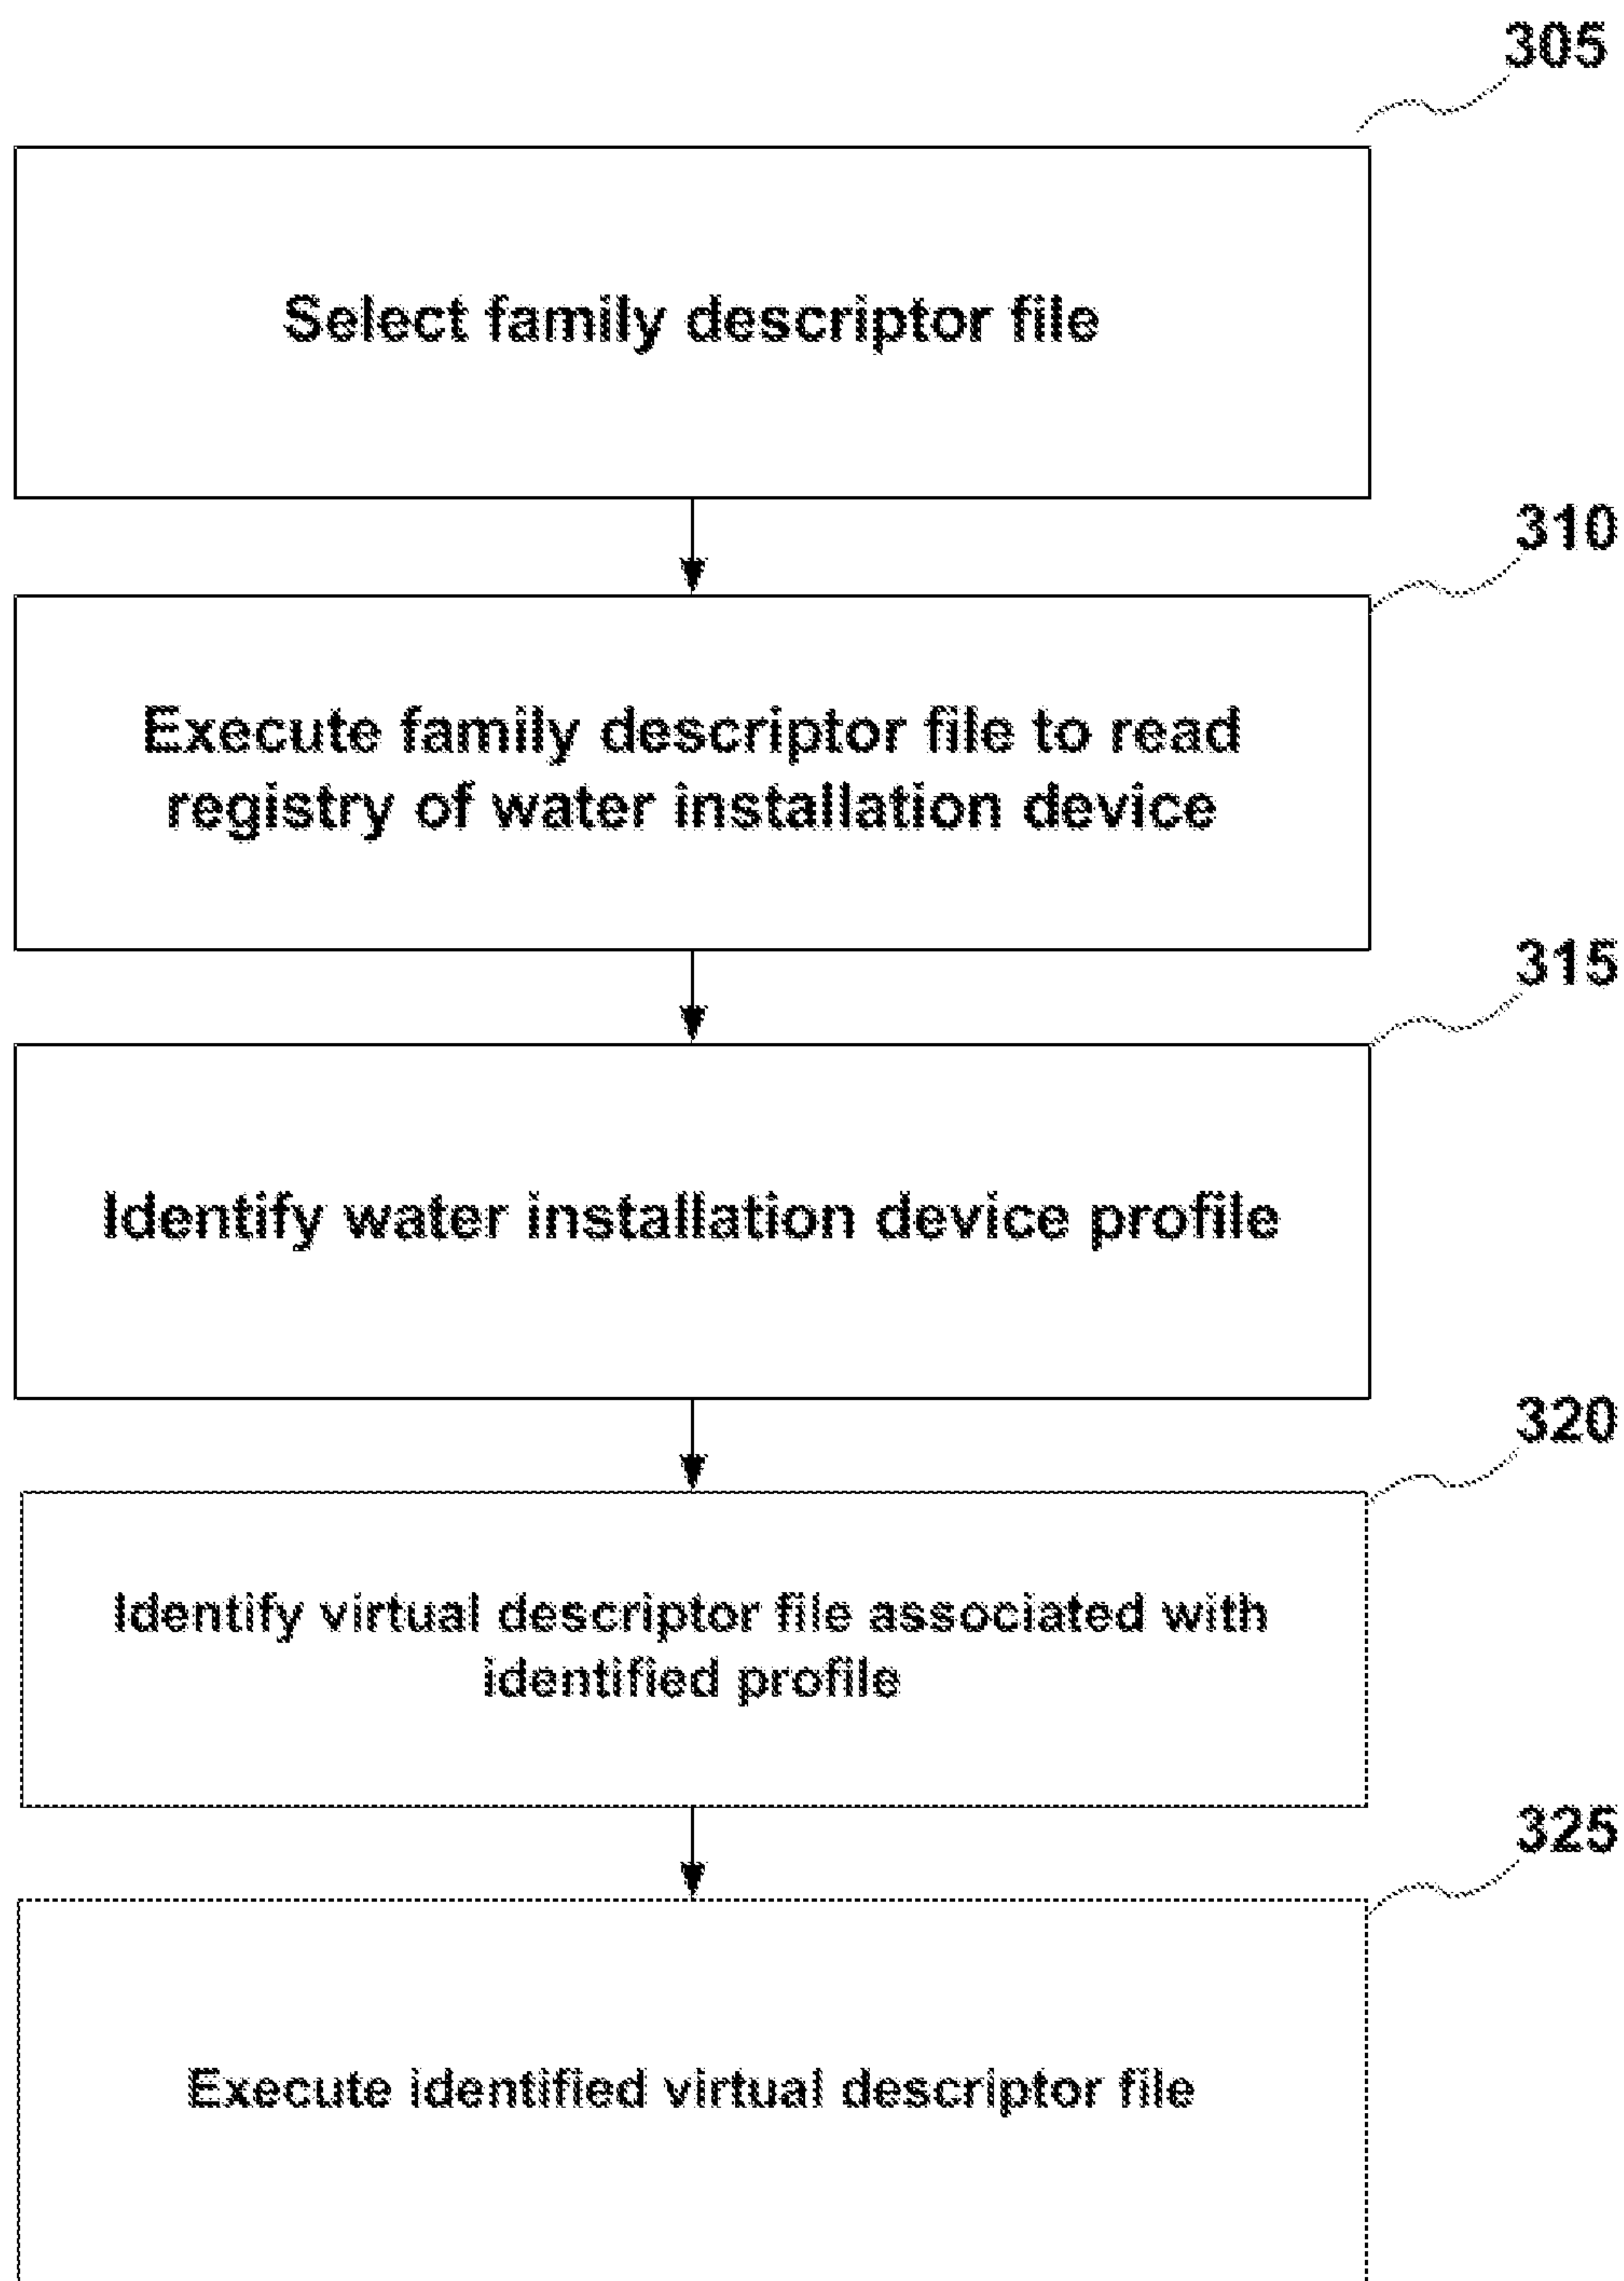 305
Select family descriptor file
310
Execute family descriptor file to read
registry of water installation device
315
Identify water installation device profile
320
Identify virtual descriptor file associated with
identified profile
325
Execute identified virtual descriptor file